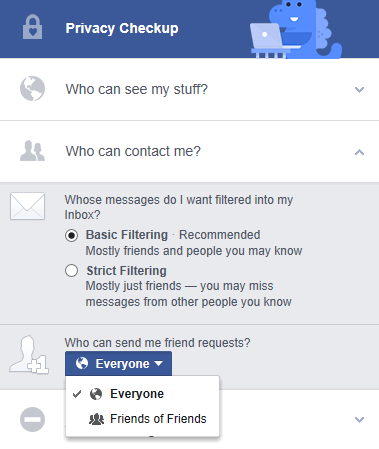 Privacy Checkup
Who can see my stuff?
Who can contact me?
Whose messages do I want filtered into my
Inbox?
Basic Filtering · Recommended
Mostly friends and people you may know
Strict Filtering
Mostly just friends — you may miss
messages from other people you know
Who can send me friend requests?
+1
Everyone
Everyone
Friends of Friends